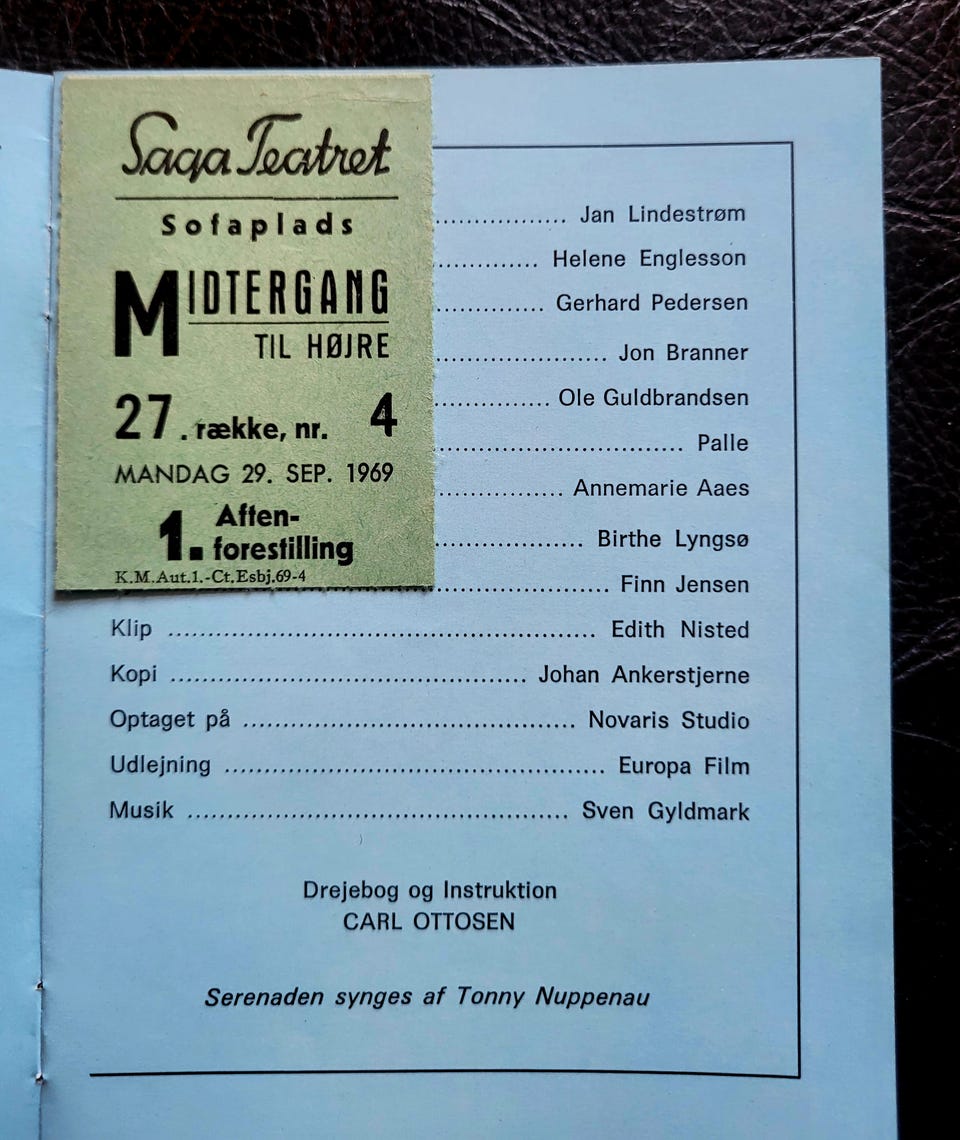 Saga Teatret
Sofaplads
MIDTERGANG
TIL HØJRE
27. række, nr. 4
MANDAG 29. SEP. 1969
1. Aften-
forestilling
K.M.Aut.1.-Ct.Esbj.69-4
.................. Jan Lindestrøm
.............. Helene Englesson
.............. Gerhard Pedersen
....................... Jon Branner
............... Ole Guldbrandsen
................................. Palle
................. Annemarie Aaes
.................... Birthe Lyngsø
....................... Finn Jensen
Klip ........................................................ Edith Nisted
Kopi .............................................. Johan Ankerstjerne
Optaget på ........................................... Novaris Studio
Udlejning ................................................. Europa Film
Musik ................................................. Sven Gyldmark
Drejebog og Instruktion
CARL OTTOSEN
Serenaden synges af Tonny Nuppenau